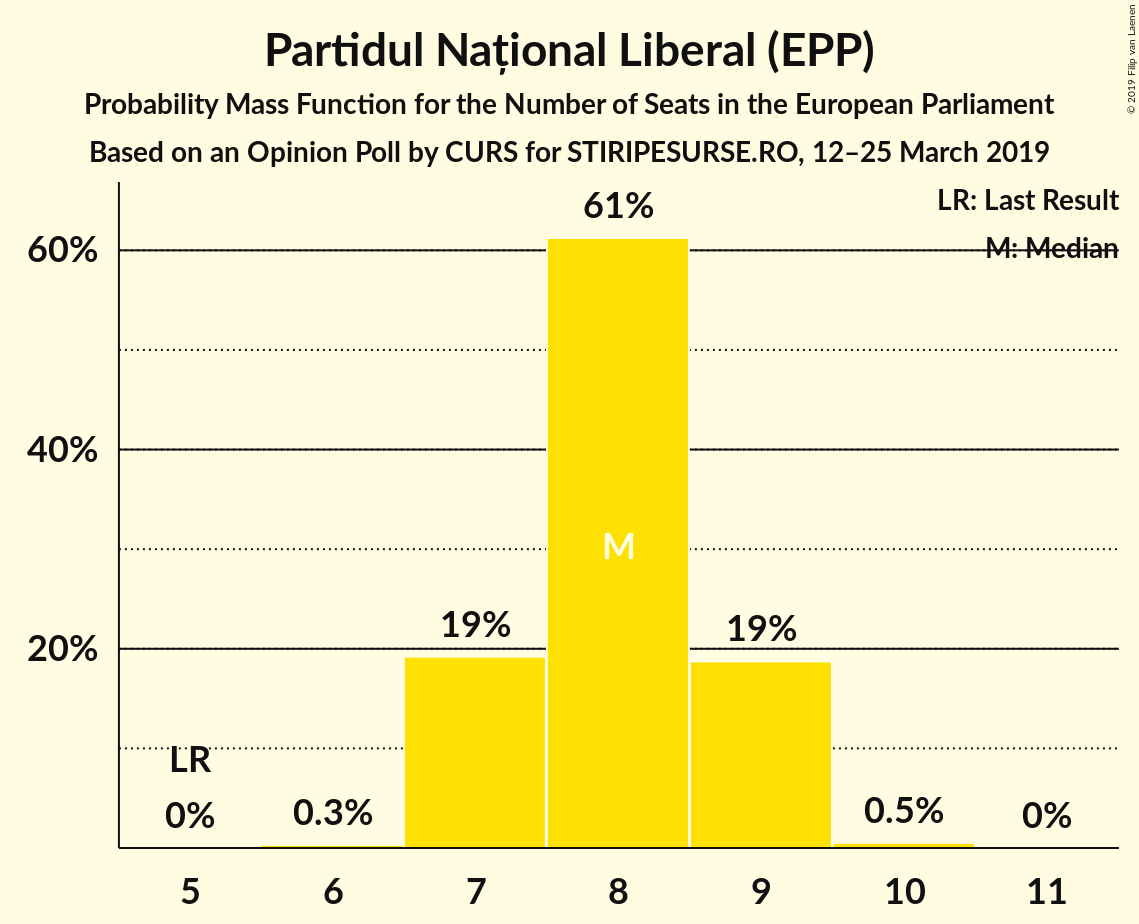 Partidul Național Liberal (EPP)
Probability Mass Function for the Number of Seats in the European Parliament
Based on an Opinion Poll by CURS for STIRIPESURSE.RO, 12–25 March 2019
© 2019 Filip van Laenen
LR: Last Result
M: Median
61%
60%
40%
M
19%
19%
20%
LR
0%
0.3%
0.5%
0%
5 6 7 8 9 10 11